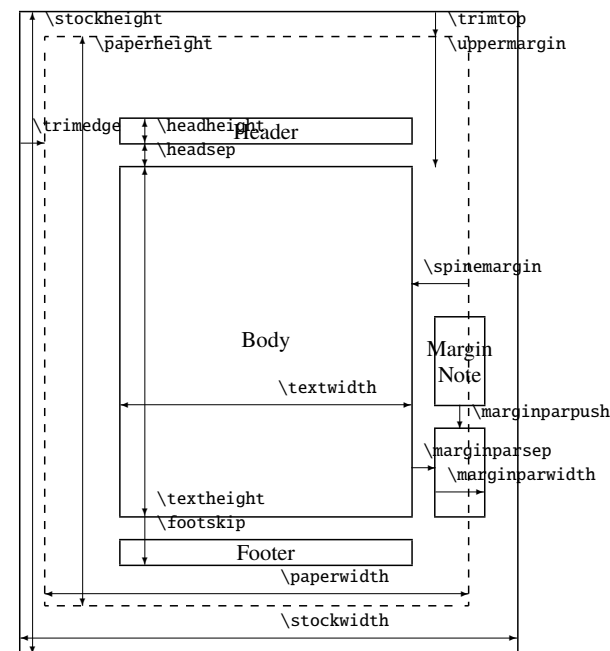 \stockheight
\trimtop
\paperheight
\uppermargin
\trimedge
\headheight
Header
\headsep
\spinemargin
Body
Margin
Note
\textwidth
\marginparpush
\marginparsep
\marginparwidth
\textheight
\footskip
Footer
\paperwidth
\stockwidth